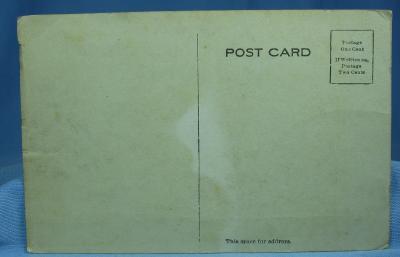 POST CARD
Postage
One Cent
If Written on,
Postage
Two Cents
This space for address.